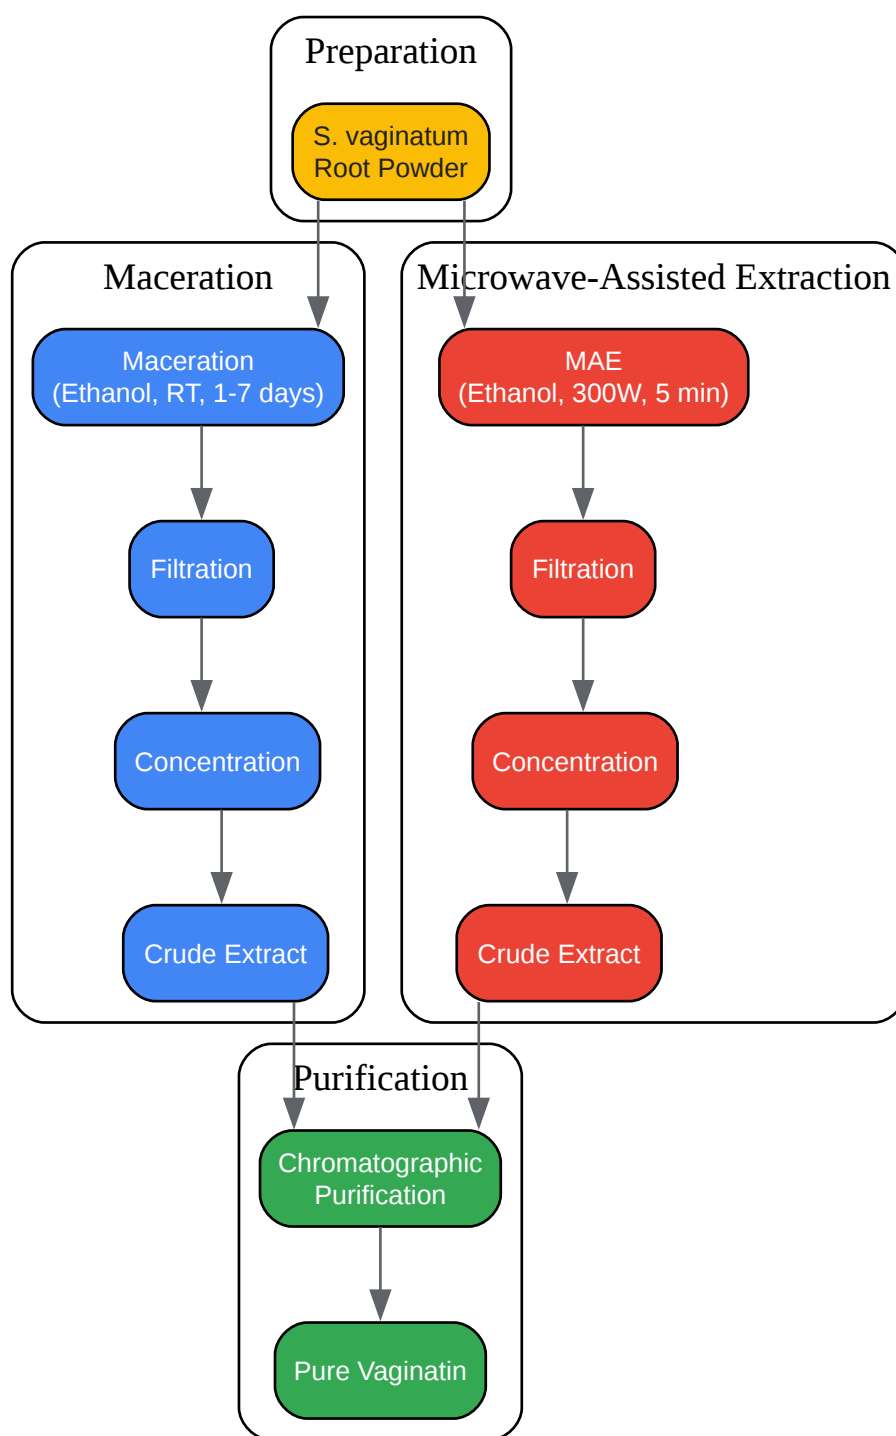 Preparation
S. vaginatum
Root Powder
Maceration
Maceration
(Ethanol, RT, 1-7 days)
Filtration
Concentration
Crude Extract
Microwave-Assisted Extraction
MAE
(Ethanol, 300W, 5 min)
Filtration
Concentration
Crude Extract
Purification
Chromatographic
Purification
Pure Vaginatin